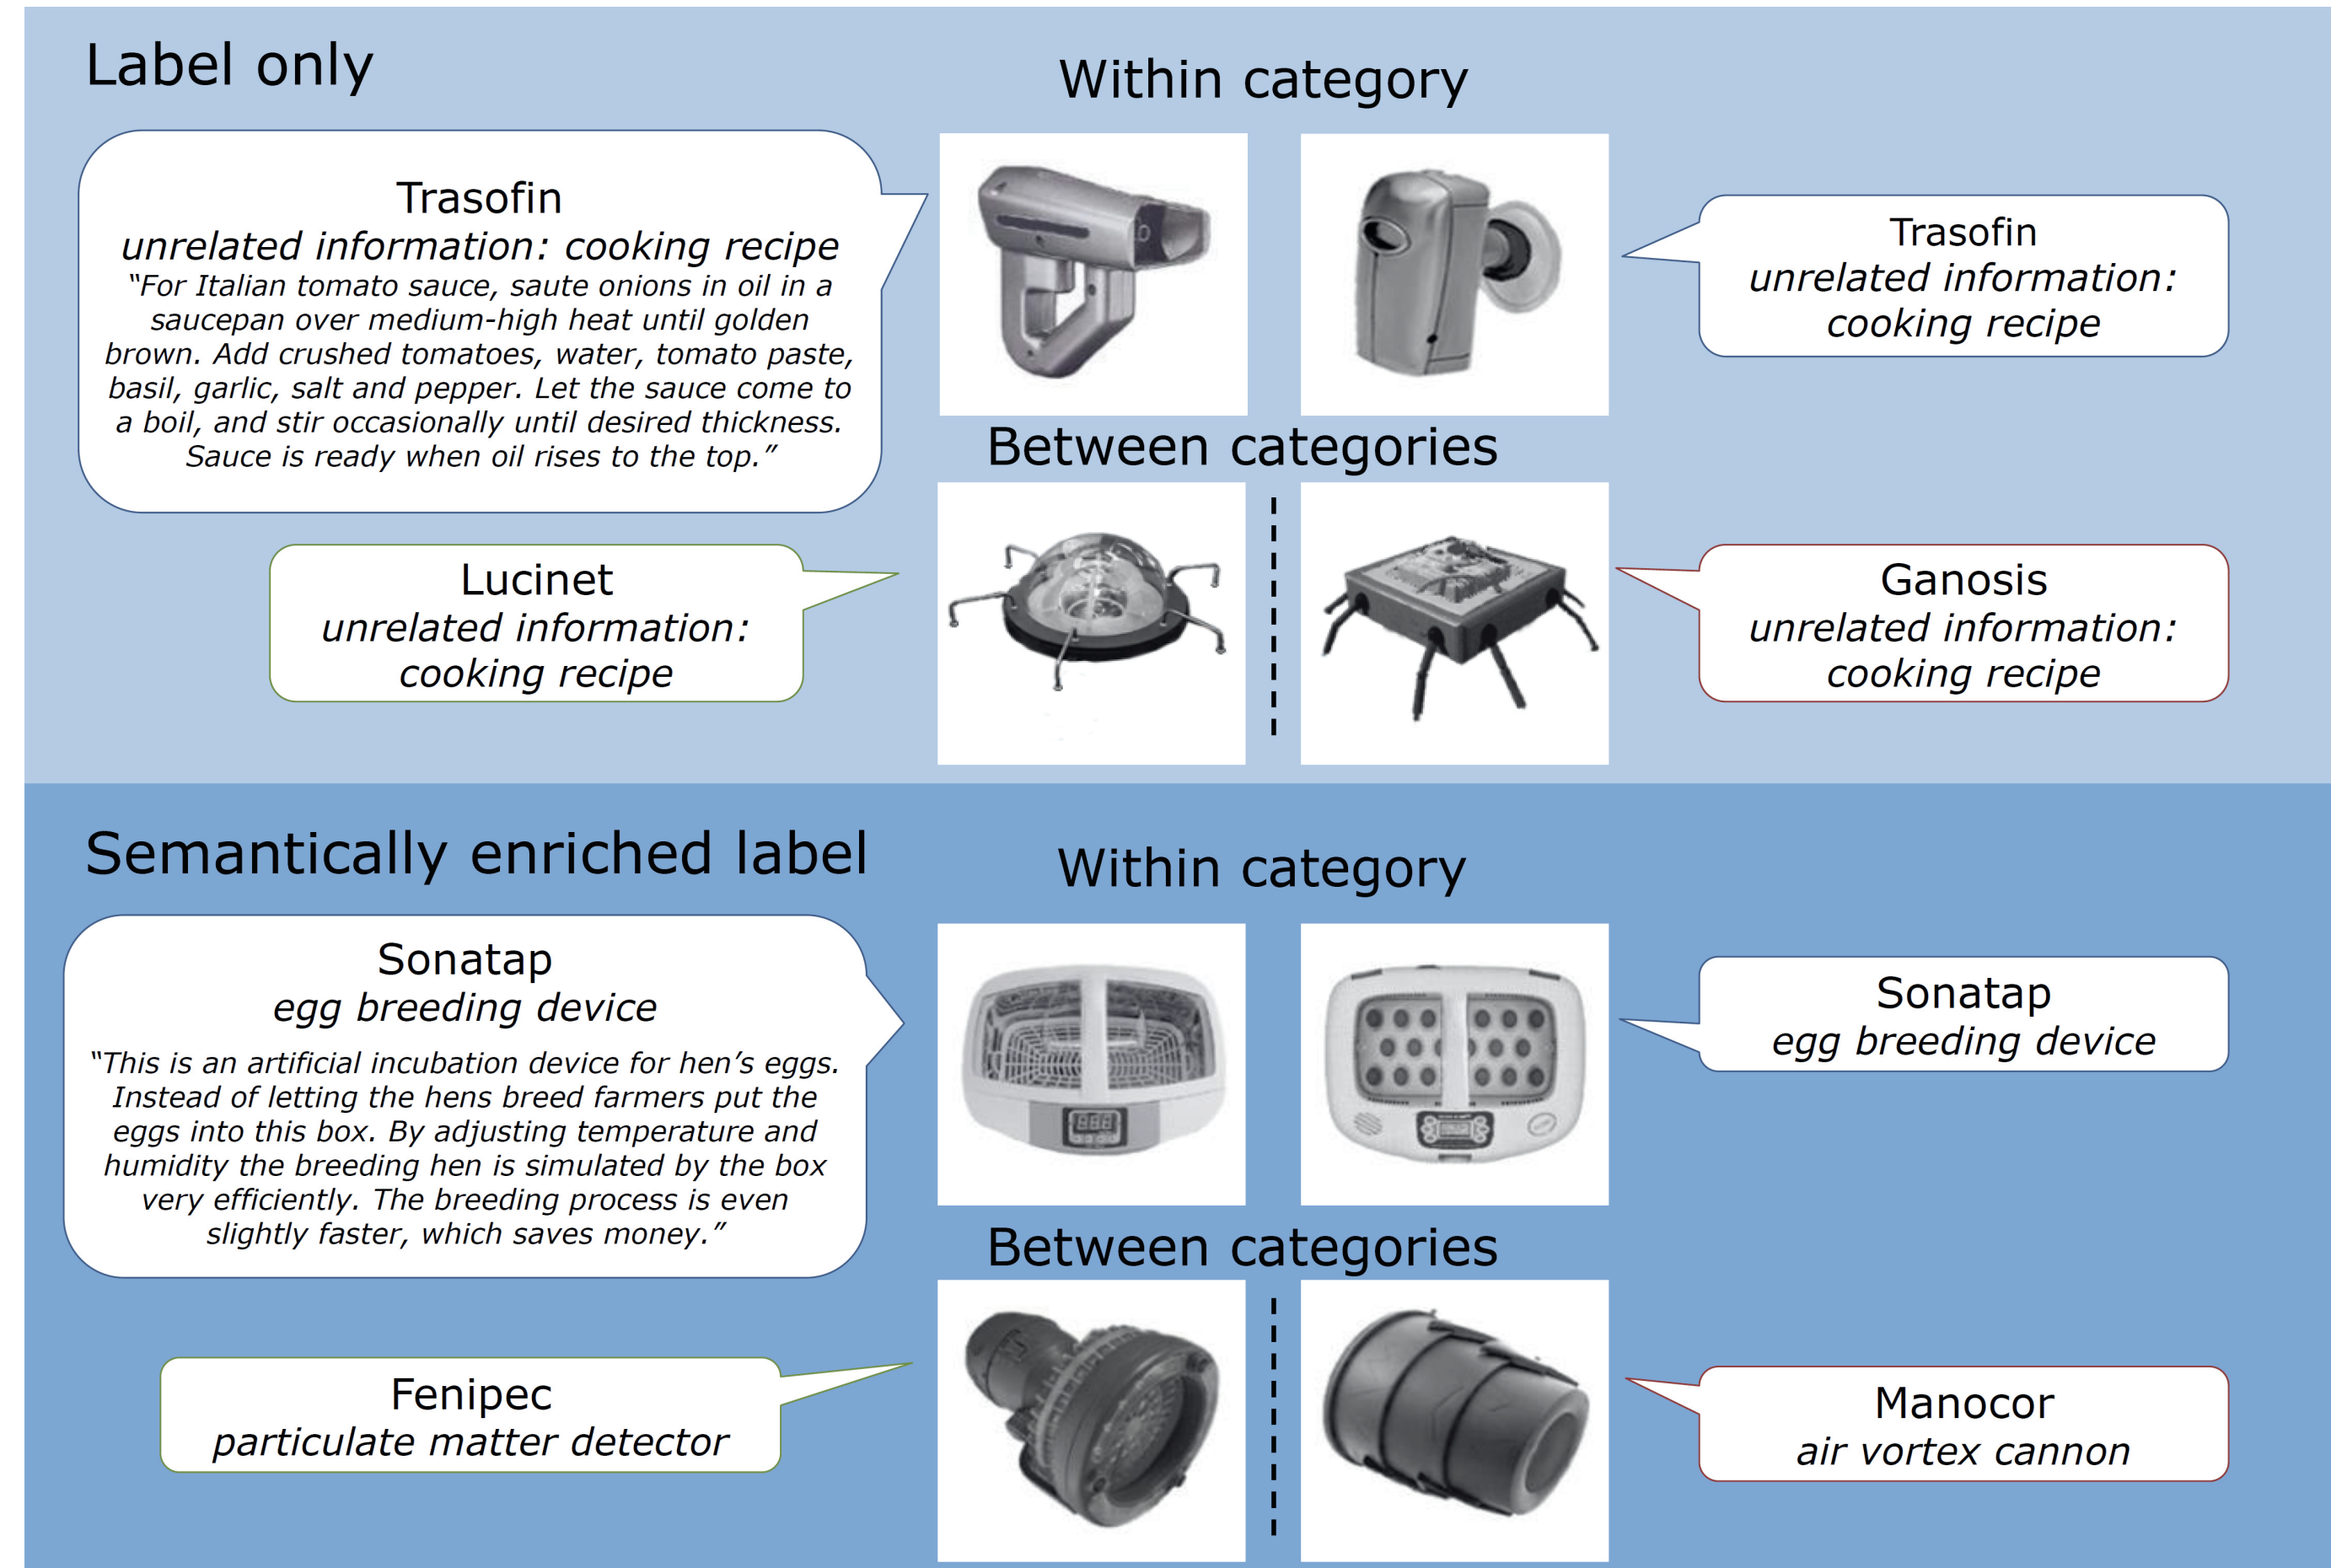 Label only
Within category
Trasofin
unrelated information: cooking recipe
“For Italian tomato sauce, saute onions in oil in a
saucepan over medium-high heat until golden
brown. Add crushed tomatoes, water, tomato paste,
basil, garlic, salt and pepper. Let the sauce come to
a boil, and stir occasionally until desired thickness.
Sauce is ready when oil rises to the top.”
Trasofin
unrelated information:
cooking recipe
Between categories
Lucinet
unrelated information:
cooking recipe
Ganosis
unrelated information:
cooking recipe
Semantically enriched label
Within category
Sonatap
egg breeding device
“This is an artificial incubation device for hen’s eggs.
Instead of letting the hens breed farmers put the
eggs into this box. By adjusting temperature and
humidity the breeding hen is simulated by the box
very efficiently. The breeding process is even
slightly faster, which saves money.”
Sonatap
egg breeding device
Between categories
Fenipec
particulate matter detector
Manocor
air vortex cannon